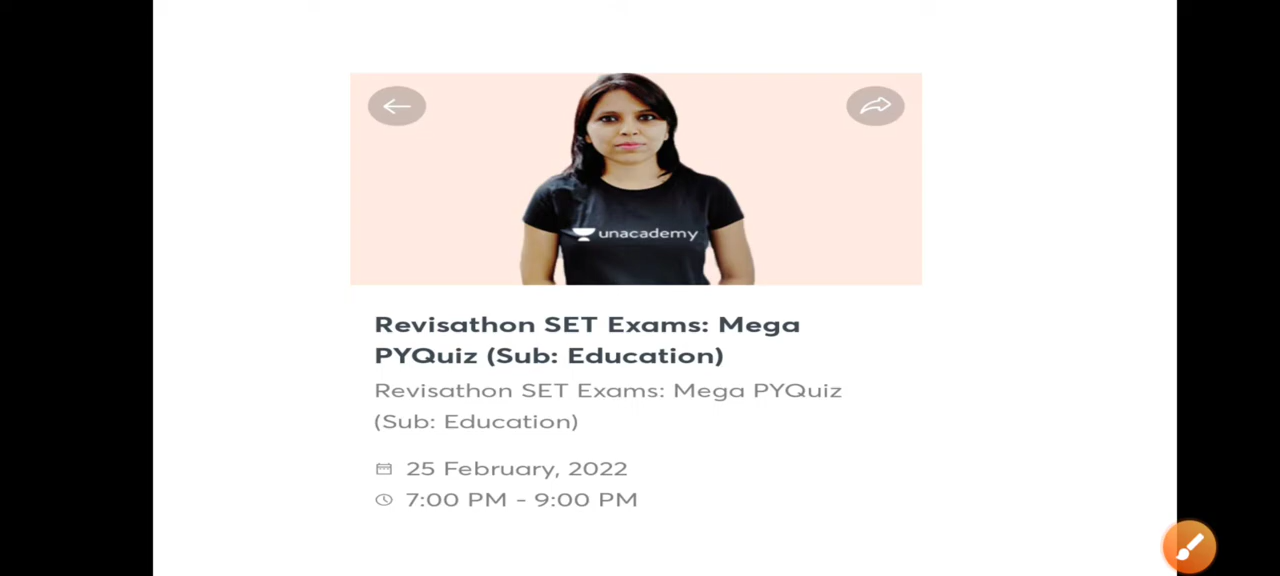 unacademy
Revisathon SET Exams: Mega
PYQuiz (Sub: Education)
Revisathon SET Exams: Mega PYQuiz
(Sub: Education)
25 February, 2022
7:00 PM - 9:00 PM